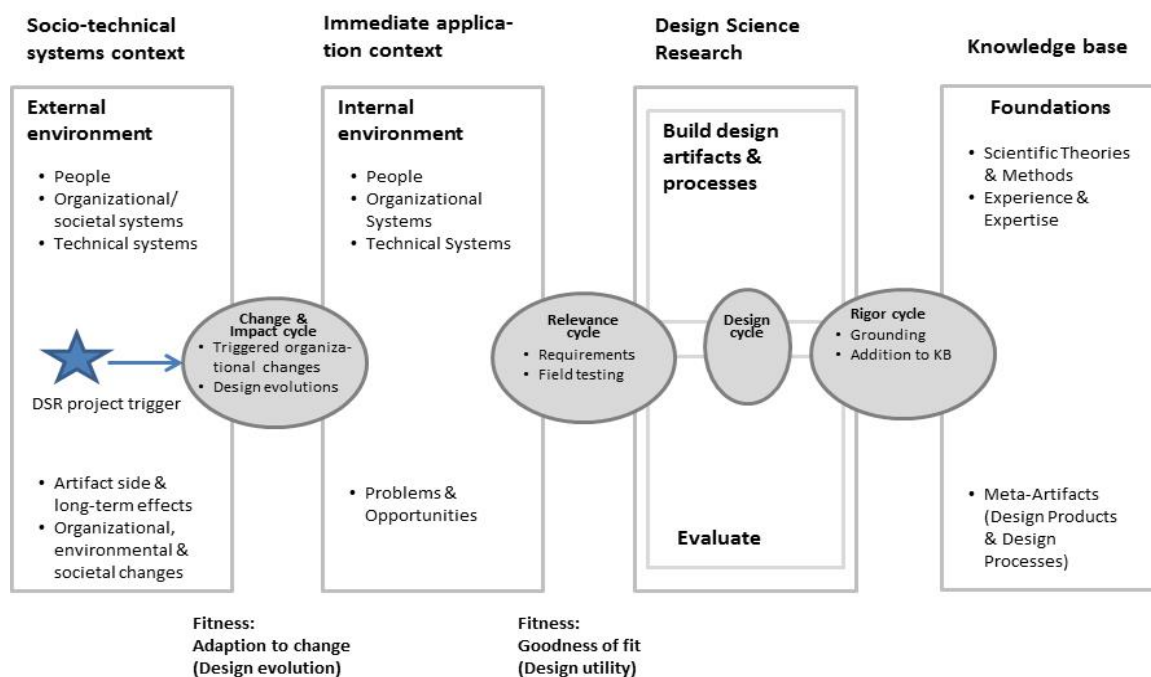 Socio-technical
systems context
Immediate applica-
tion context
Design Science
Research
Knowledge base
External
environment
• People
• Organizational/
societal systems
• Technical systems
DSR project trigger
• Artifact side &
long-term effects
• Organizational,
environmental &
societal changes
Change &
Impact cycle
• Triggered organiza-
tional changes
• Design evolutions
Internal
environment
• People
• Organizational
Systems
• Technical Systems
• Problems &
Opportunities
Relevance
cycle
• Requirements
• Field testing
Build design
artifacts &
processes
Design
cycle
Evaluate
Rigor cycle
• Grounding
• Addition to KB
Foundations
• Scientific Theories
& Methods
• Experience &
Expertise
• Meta-Artifacts
(Design Products
& Design
Processes)
Fitness:
Adaption to change
(Design evolution)
Fitness:
Goodness of fit
(Design utility)